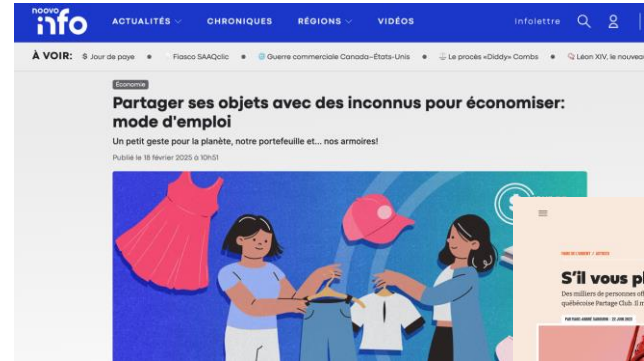 noovo
info
ACTUALITÉS
CHRONIQUES
RÉGIONS
VIDÉOS
Infolettre
À VOIR:
$ Jour de paye
Fiasco SAAQclic
Guerre commerciale Canada-États-Unis
Le procès «Diddy» Combs
Léon XIV, le nouveau
Économie
Partager ses objets avec des inconnus pour économiser:
mode d'emploi
Un petit geste pour la planète, notre portefeuille et... nos armoires!
Publié le 18 février 2025 à 10h51
$
S'il vous pl
Des milliers de personnes off
québécoise Partage Club. Il m